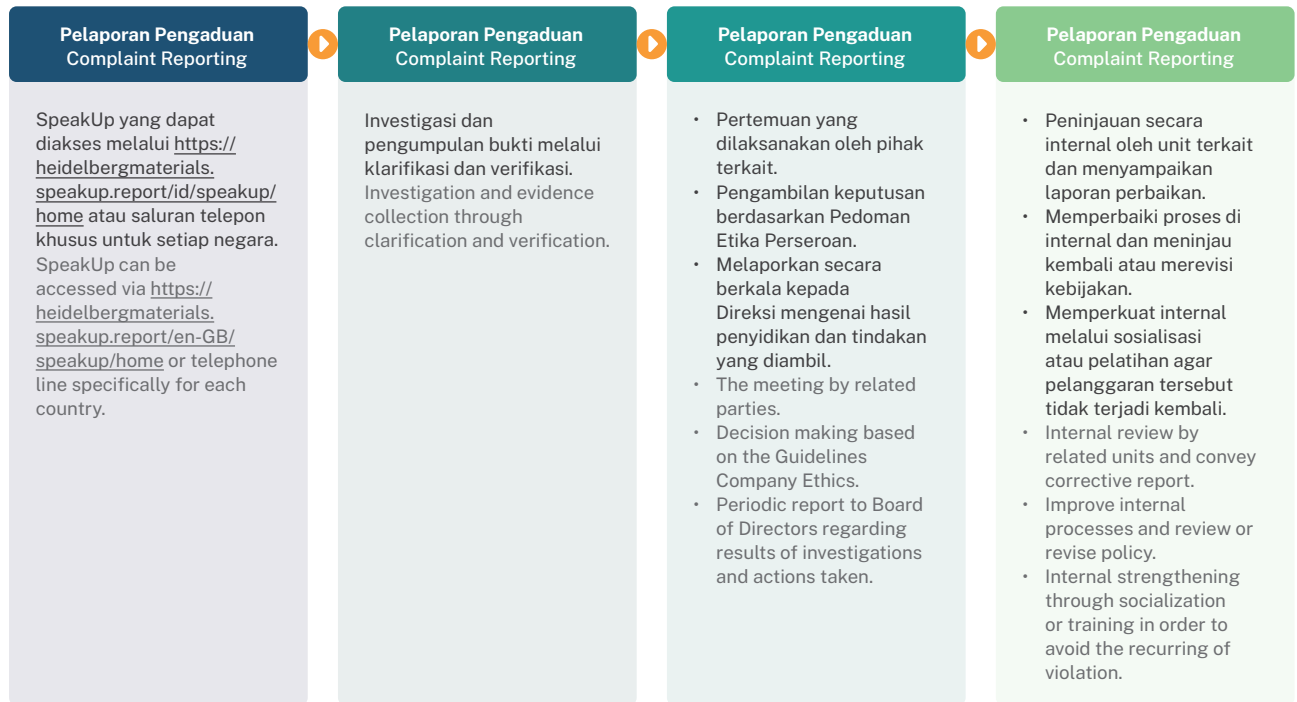 Pelaporan Pengaduan
Complaint Reporting
SpeakUp yang dapat
diakses melalui https://
heidelbergmaterials.
speakup.report/id/speakup/
home atau saluran telepon
khusus untuk setiap negara.
SpeakUp can be
accessed via https://
heidelbergmaterials.
speakup.report/en-GB/
speakup/home or telephone
line specifically for each
country.
Pelaporan Pengaduan
Complaint Reporting
Investigasi dan
pengumpulan bukti melalui
klarifikasi dan verifikasi.
Investigation and evidence
collection through
clarification and verification.
Pelaporan Pengaduan
Complaint Reporting
• Pertemuan yang
dilaksanakan oleh pihak
terkait.
• Pengambilan keputusan
berdasarkan Pedoman
Etika Perseroan.
• Melaporkan secara
berkala kepada
Direksi mengenai hasil
penyidikan dan tindakan
yang diambil.
• The meeting by related
parties.
• Decision making based
on the Guidelines
Company Ethics.
• Periodic report to Board
of Directors regarding
results of investigations
and actions taken.
Pelaporan Pengaduan
Complaint Reporting
• Peninjauan secara
internal oleh unit terkait
dan menyampaikan
laporan perbaikan.
• Memperbaiki proses di
internal dan meninjau
kembali atau merevisi
kebijakan.
• Memperkuat internal
melalui sosialisasi
atau pelatihan agar
pelanggaran tersebut
tidak terjadi kembali.
• Internal review by
related units and convey
corrective report.
• Improve internal
processes and review or
revise policy.
• Internal strengthening
through socialization
or training in order to
avoid the recurring of
violation.